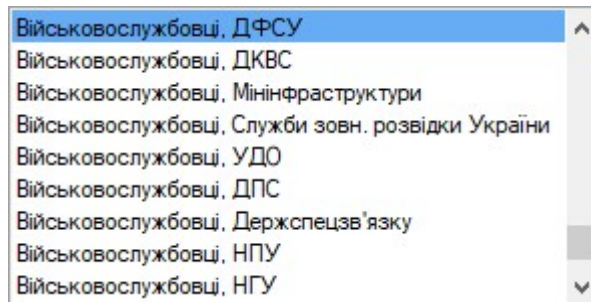 Військовослужбовці, ДФСУ
Військовослужбовці, ДКВС
Військовослужбовці, Мінінфраструктури
Військовослужбовці, Служби зовн. розвідки України
Військовослужбовці, УДО
Військовослужбовці, ДПС
Військовослужбовці, Держспецзв'язку
Військовослужбовці, НПУ
Військовослужбовці, НГУ